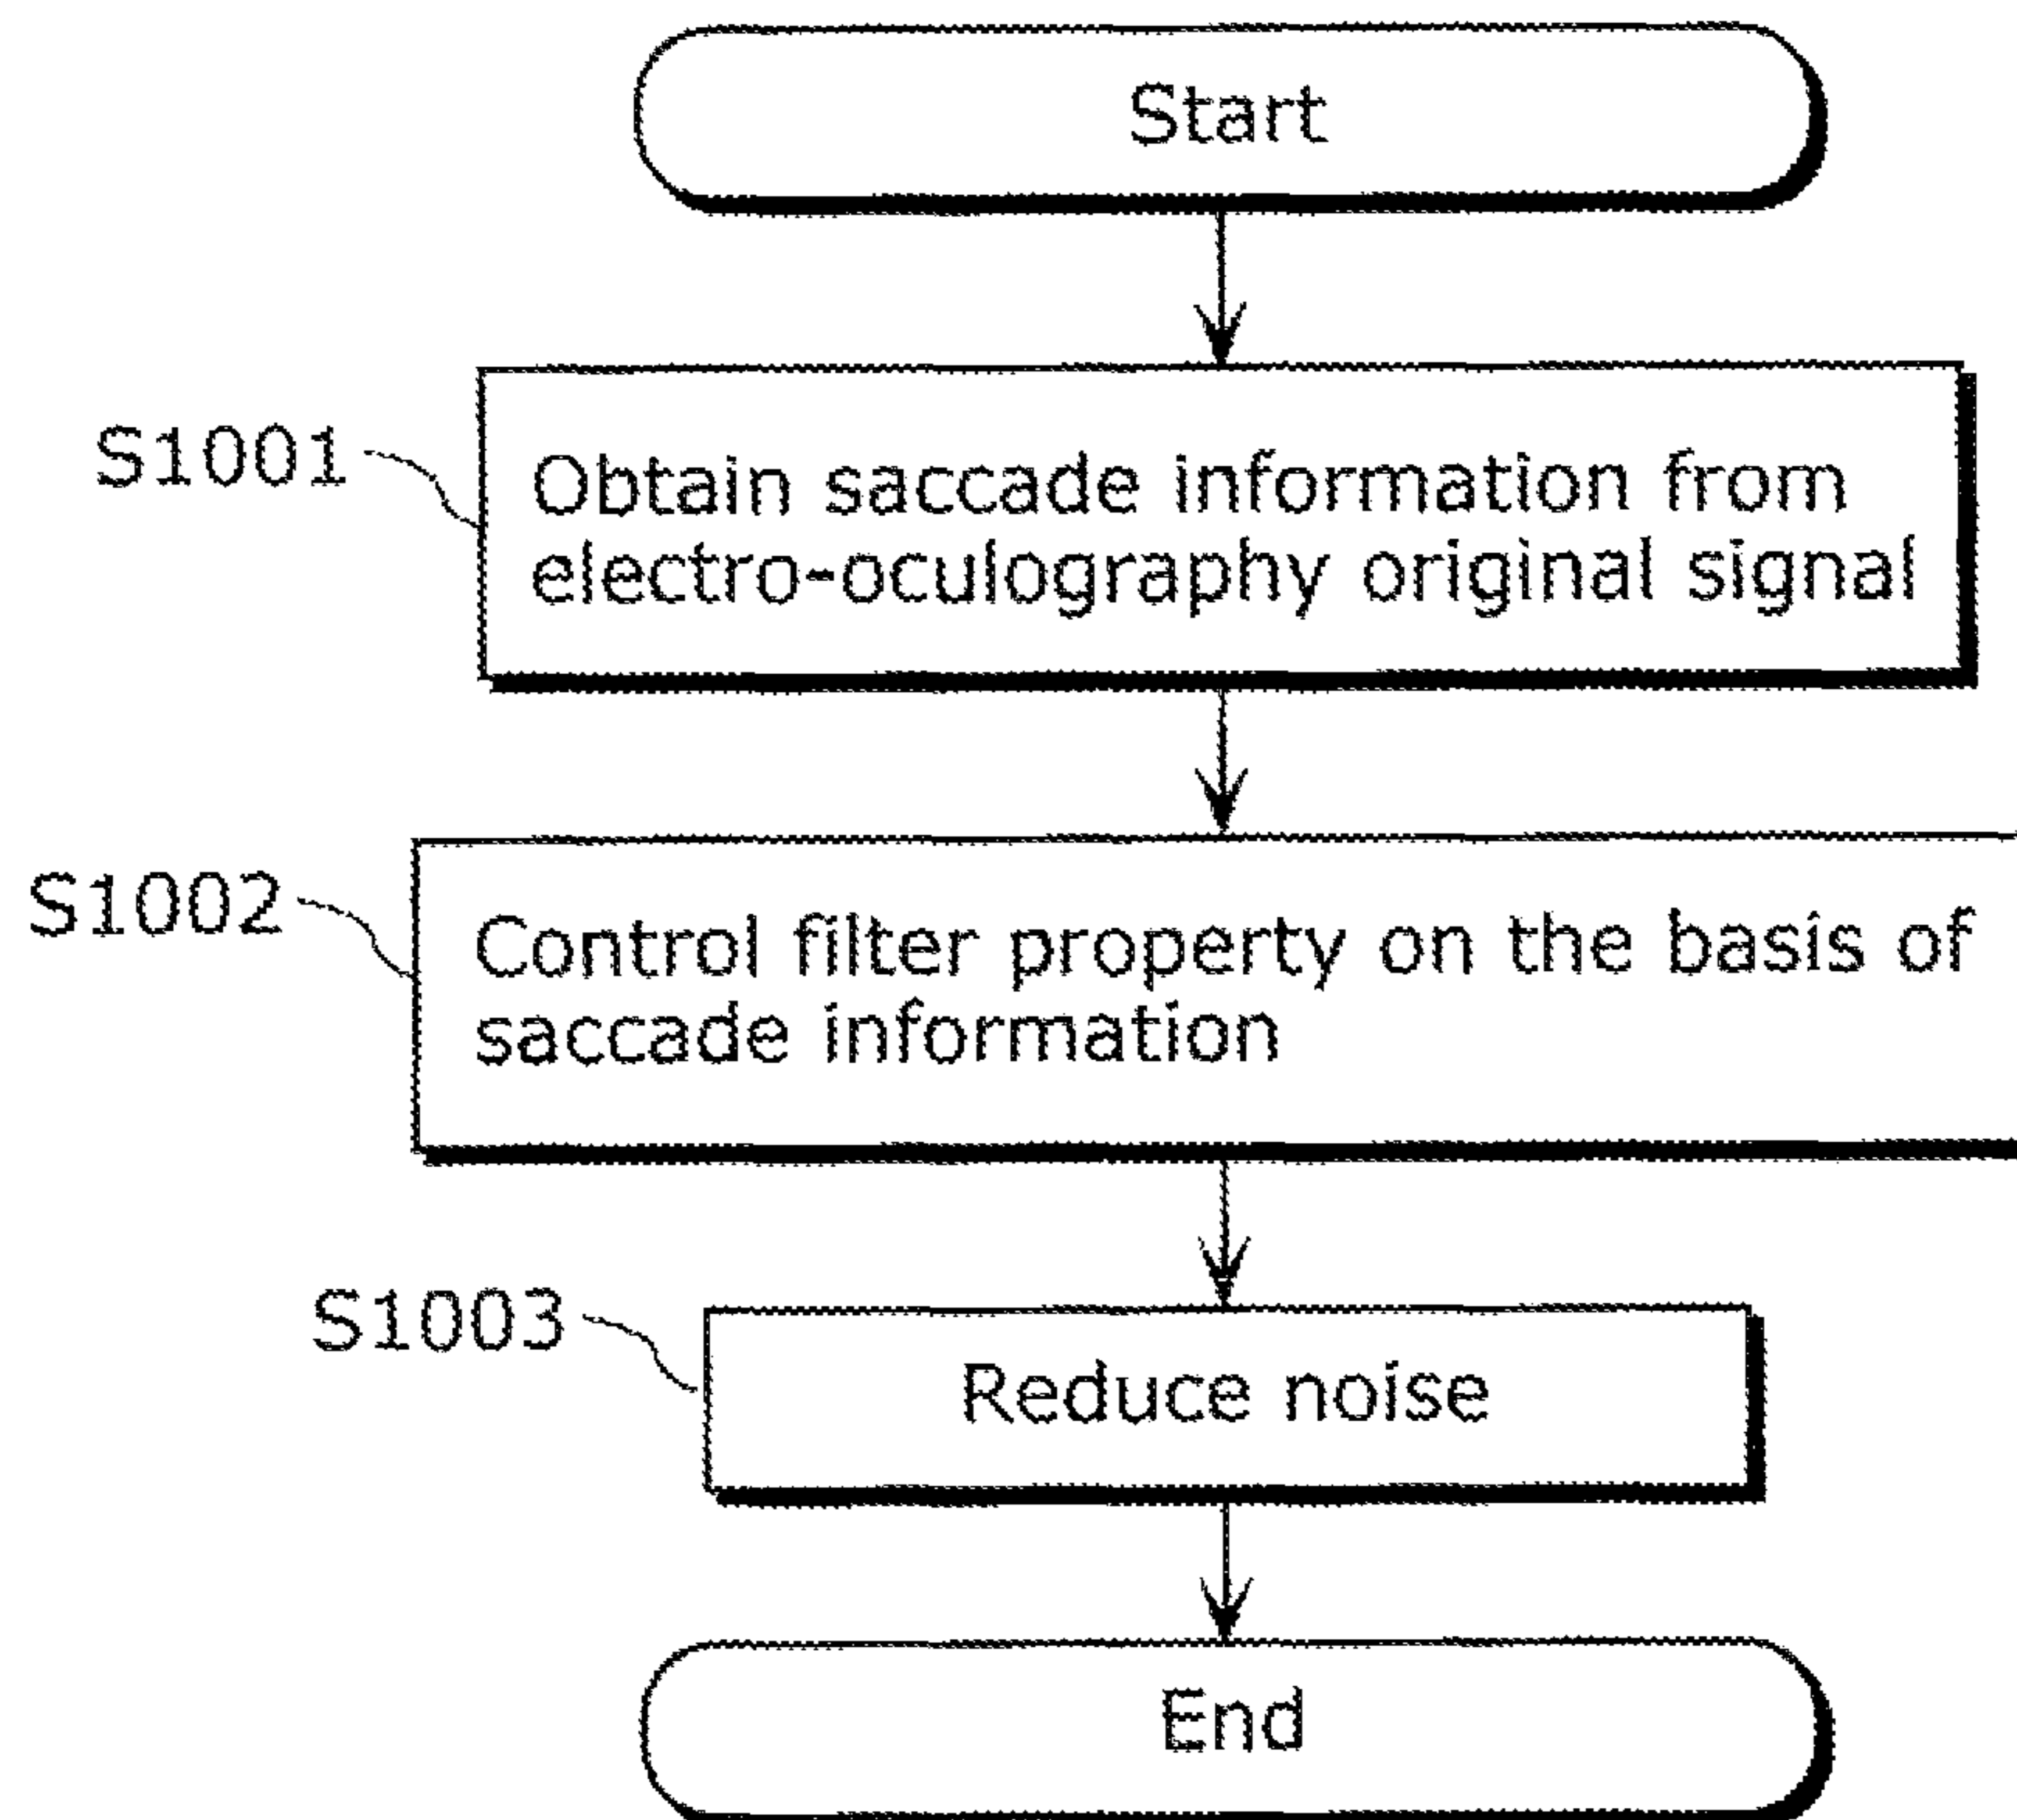 Start
S1001
Obtain saccade information from
electro-oculography original signal
S1002
Control filter property on the basis of
saccade information
S1003
Reduce noise
End